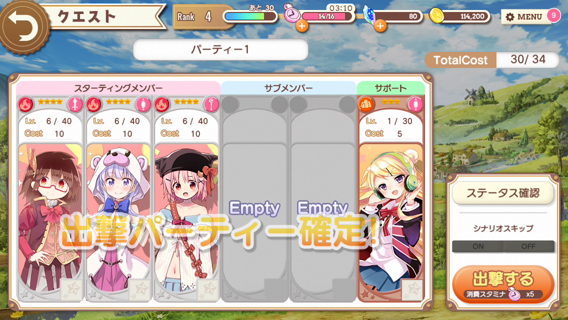 クエスト
Rank 4
あと 30
03:10
14/16
80
114,200
MENU
9
パーティー1
TotalCost 30/ 34
スターティングメンバー
サブメンバー
サポート
Lv. 6 / 40
Cost 10
Lv. 6 / 40
Cost 10
Lv. 6 / 40
Cost 10
Lv. 1 / 30
Cost 5
Empty
Empty
出撃パーティー確定!
ステータス確認
シナリオスキップ
ON OFF
出撃する
消費スタミナ x5